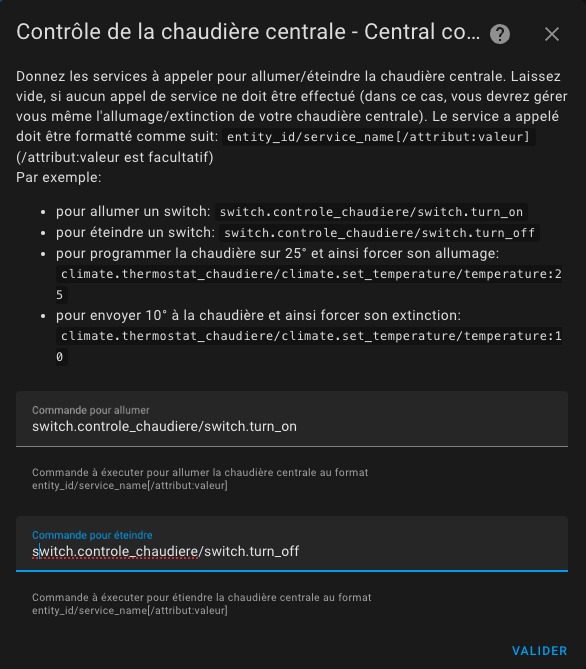 Contrôle de la chaudière centrale - Central co...
Donnez les services à appeler pour allumer/éteindre la chaudière centrale. Laissez
vide, si aucun appel de service ne doit être effectué (dans ce cas, vous devrez gérer
vous même l'allumage/extinction de votre chaudière centrale). Le service a appelé
doit être formatté comme suit: entity_id/service_name[/attribut:valeur]
(/attribut:valeur est facultatif)
Par exemple:
• pour allumer un switch: switch.controle_chaudiere/switch.turn_on
• pour éteindre un switch: switch.controle_chaudiere/switch.turn_off
• pour programmer la chaudière sur 25° et ainsi forcer son allumage:
climate.thermostat_chaudiere/climate.set_temperature/temperature:2
5
• pour envoyer 10° à la chaudière et ainsi forcer son extinction:
climate.thermostat_chaudiere/climate.set_temperature/temperature:1
0
Commande pour allumer
switch.controle_chaudiere/switch.turn_on
Commande à éxecuter pour allumer la chaudière centrale au format
entity_id/service_name[/attribut:valeur]
Commande pour éteindre
switch.controle_chaudiere/switch.turn_off
Commande à éxecuter pour étiendre la chaudière centrale au format
entity_id/service_name[/attribut:valeur]
VALIDER